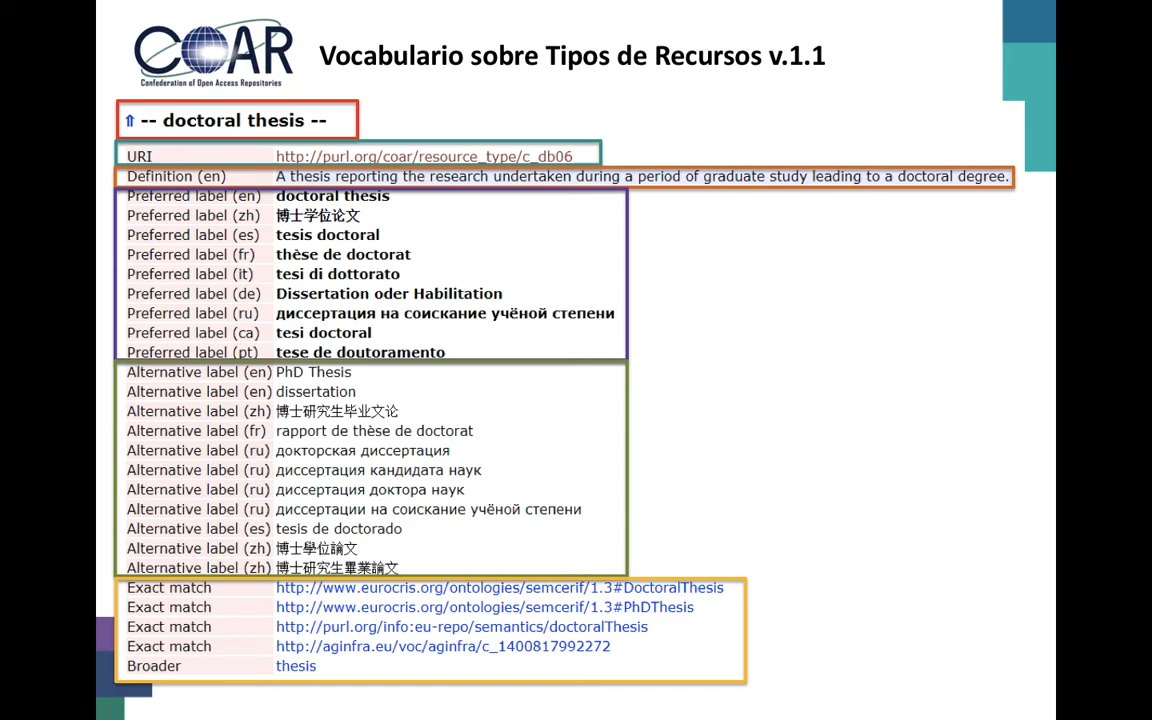 COAR
Confederation of Open Access Repositories
Vocabulario sobre Tipos de Recursos v.1.1
⇑ -- doctoral thesis --
URI http://purl.org/coar/resource_type/c_db06
Definition (en) A thesis reporting the research undertaken during a period of graduate study leading to a doctoral degree.
Preferred label (en) doctoral thesis
Preferred label (zh) 博士学位论文
Preferred label (es) tesis doctoral
Preferred label (fr) thèse de doctorat
Preferred label (it) tesi di dottorato
Preferred label (de) Dissertation oder Habilitation
Preferred label (ru) диссертация на соискание учёной степени
Preferred label (ca) tesi doctoral
Preferred label (pt) tese de doutoramento
Alternative label (en) PhD Thesis
Alternative label (en) dissertation
Alternative label (zh) 博士研究生毕业文论
Alternative label (fr) rapport de thèse de doctorat
Alternative label (ru) докторская диссертация
Alternative label (ru) диссертация кандидата наук
Alternative label (ru) диссертация доктора наук
Alternative label (ru) диссертации на соискание учёной степени
Alternative label (es) tesis de doctorado
Alternative label (zh) 博士學位論文
Alternative label (zh) 博士研究生畢業論文
Exact match http://www.eurocris.org/ontologies/semcerif/1.3#DoctoralThesis
Exact match http://www.eurocris.org/ontologies/semcerif/1.3#PhDThesis
Exact match http://purl.org/info:eu-repo/semantics/doctoralThesis
Exact match http://aginfra.eu/voc/aginfra/c_1400817992272
Broader thesis